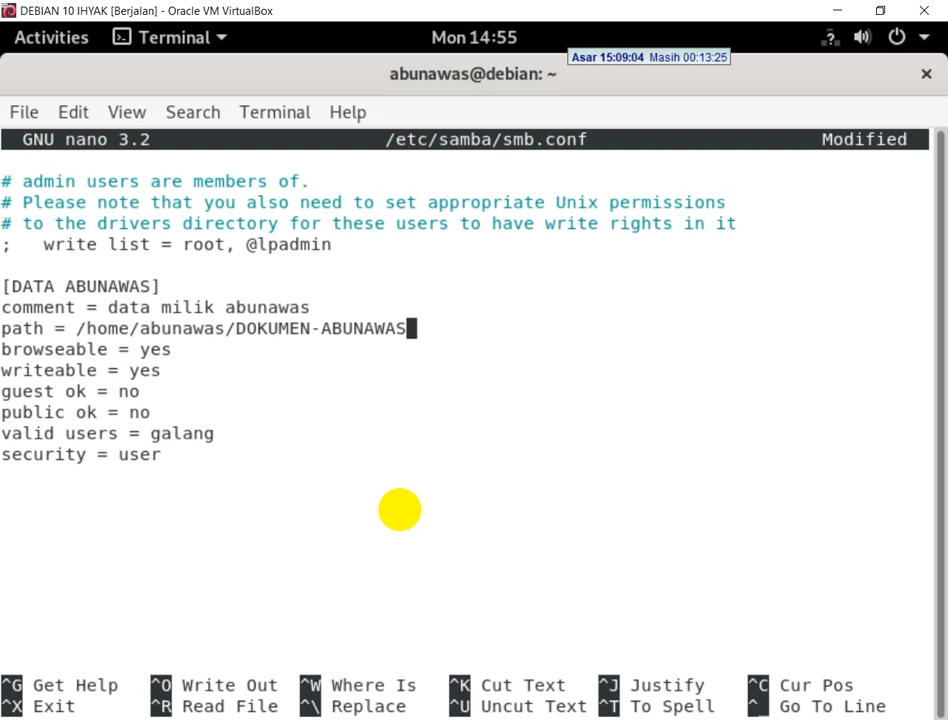 DEBIAN 10 IHYAK [Berjalan] - Oracle VM VirtualBox
Activities Terminal Mon 14:55
Asar 15:09:04 Masih 00:13:25
abunawas@debian: ~
File Edit View Search Terminal Help
GNU nano 3.2 /etc/samba/smb.conf Modified
# admin users are members of.
# Please note that you also need to set appropriate Unix permissions
# to the drivers directory for these users to have write rights in it
; write list = root, @lpadmin
[DATA ABUNAWAS]
comment = data milik abunawas
path = /home/abunawas/DOKUMEN-ABUNAWAS
browseable = yes
writeable = yes
guest ok = no
public ok = no
valid users = galang
security = user
^G Get Help ^O Write Out ^W Where Is ^K Cut Text ^J Justify ^C Cur Pos
^X Exit ^R Read File ^\ Replace ^U Uncut Text ^T To Spell ^_ Go To Line